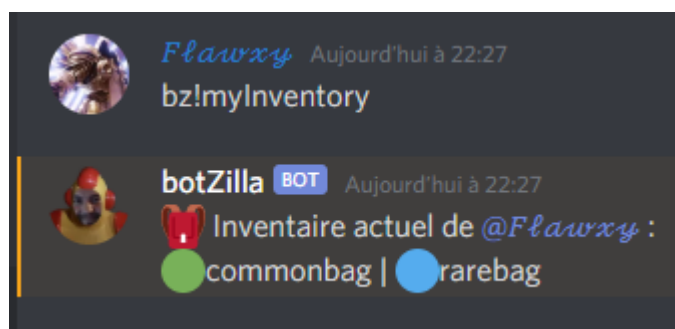 Flawxy Aujourd'hui à 22:27
bz!myInventory
botZilla BOT Aujourd'hui à 22:27
Inventaire actuel de @Flawxy :
commonbag | rarebag